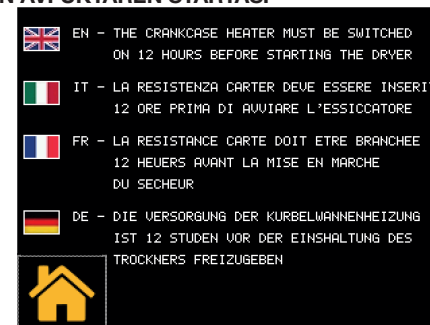 EN – THE CRANKCASE HEATER MUST BE SWITCHED
ON 12 HOURS BEFORE STARTING THE DRYER
IT – LA RESISTENZA CARTER DEVE ESSERE
12 ORE PRIMA DI AVVIARE L'ESSICCATORE
FR – LA RESISTANCE CARTE DOIT ETRE BRANCHEE
12 HEUERS AVANT LA MISE EN MARCHE
DU SECHEUR
DE – DIE VERSORGUNG DER KURBELWANNENHEIZUNG
IST 12 STUDEN VOR DER EINSHALTUNG DES
TROCKNERS FREIZUGEBEN